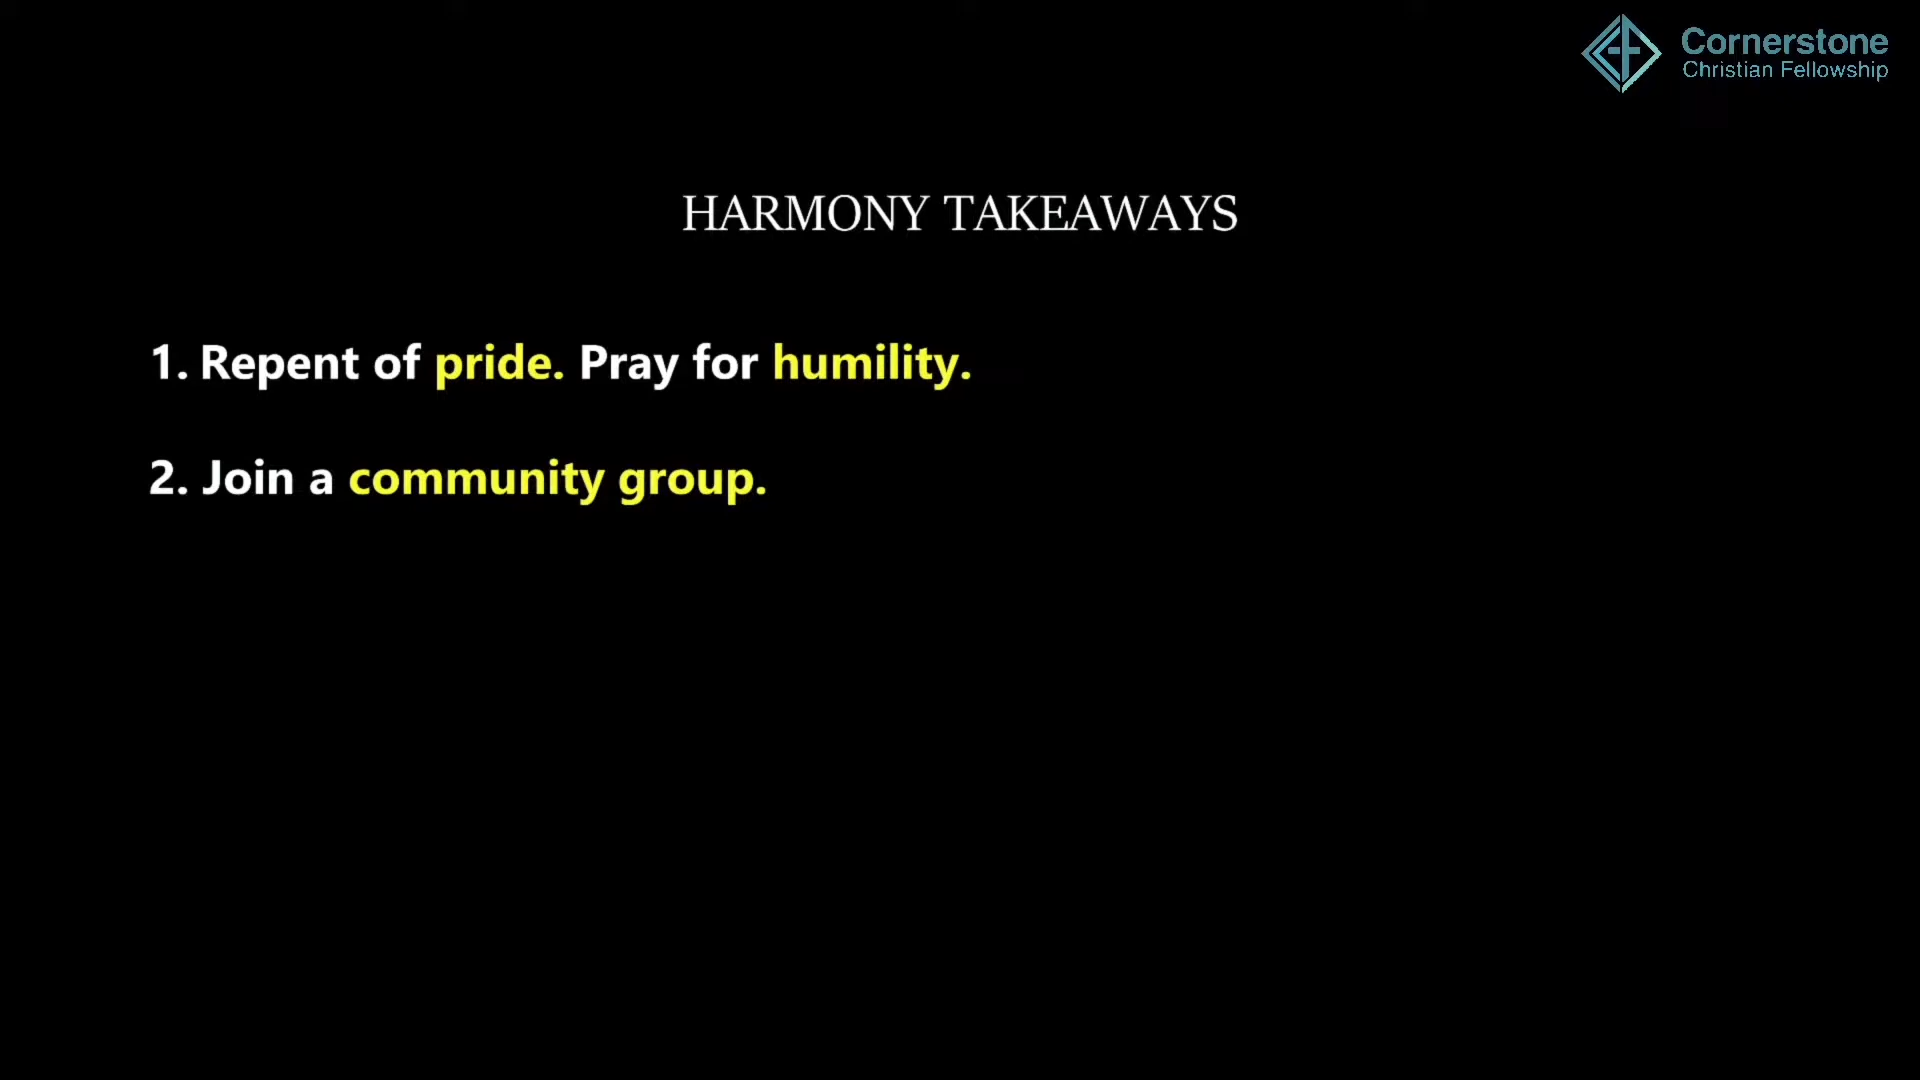 Cornerstone
Christian Fellowship
HARMONY TAKEAWAYS
1. Repent of pride. Pray for humility.
2. Join a community group.